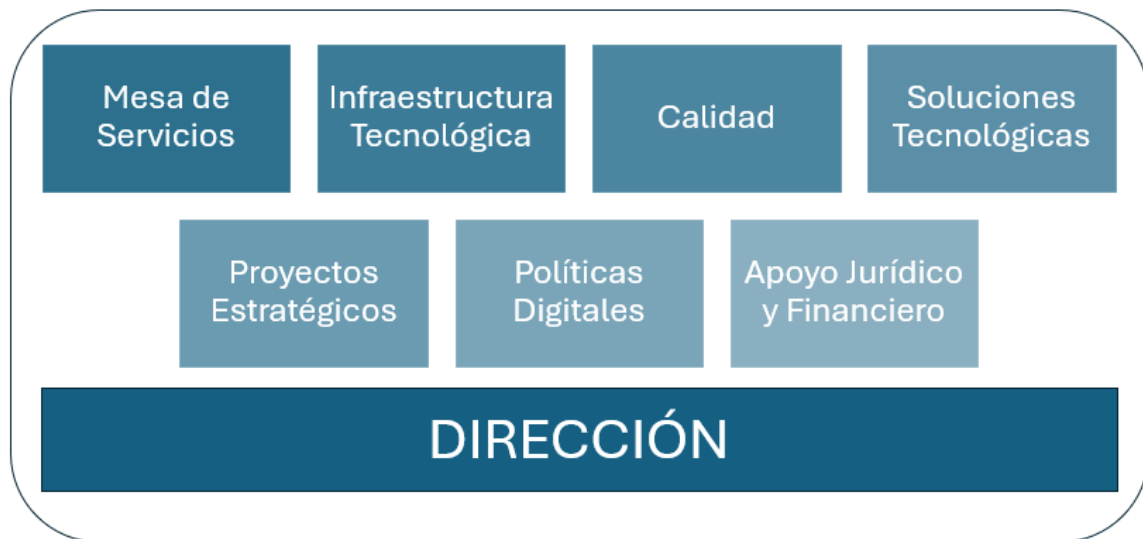 Mesa de
Servicios
Infraestructura
Tecnológica
Calidad
Soluciones
Tecnológicas
Proyectos
Estratégicos
Políticas
Digitales
Apoyo Jurídico
y Financiero
DIRECCIÓN